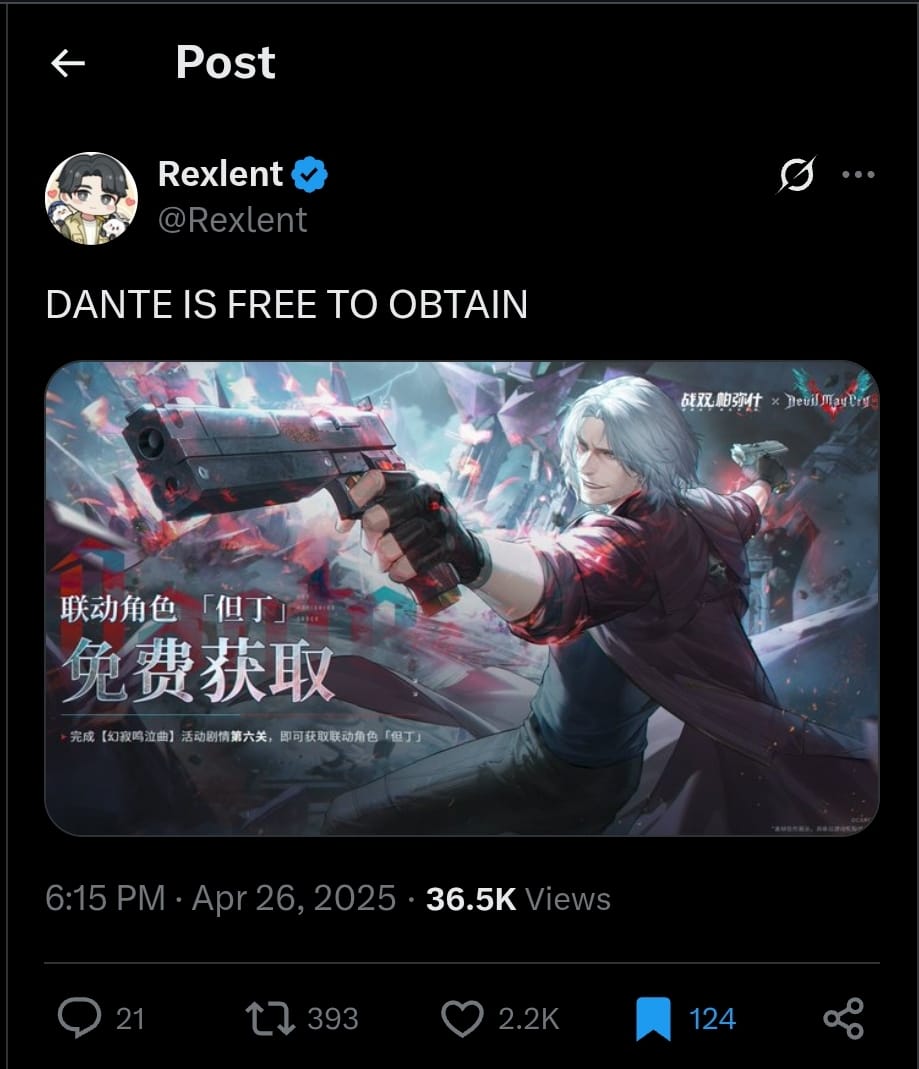 Post
Rexlent
@Rexlent
DANTE IS FREE TO OBTAIN
战双帕弥什 × Devil May Cry 5
联动角色「但丁」
免费获取
完成【幻寂鸣泣曲】活动剧情第六关，即可获取联动角色「但丁」
6:15 PM · Apr 26, 2025 · 36.5K Views
21 393 2.2K 124